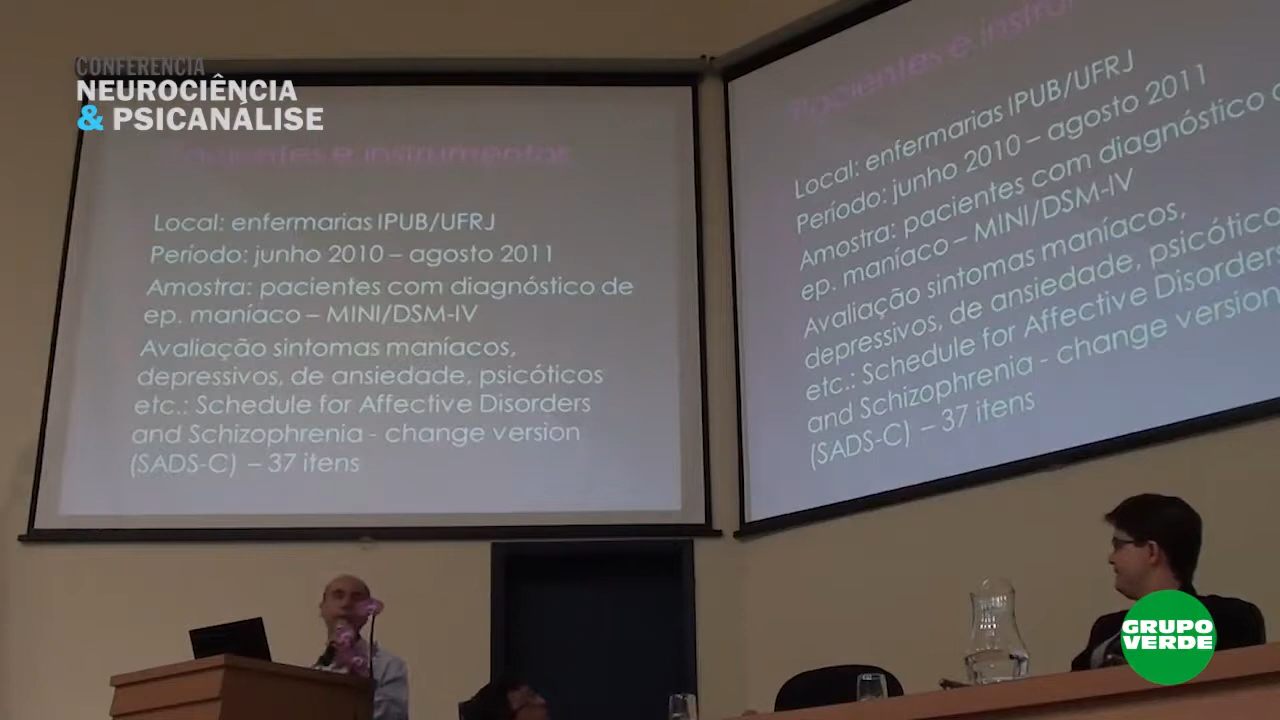 CONFERÊNCIA
NEUROCIÊNCIA
& PSICANÁLISE
Pacientes e instrumentos
Local: enfermarias IPUB/UFRJ
Período: junho 2010 – agosto 2011
Amostra: pacientes com diagnóstico de
ep. maníaco – MINI/DSM-IV
Avaliação sintomas maníacos,
depressivos, de ansiedade, psicóticos
etc.: Schedule for Affective Disorders
and Schizophrenia - change version
(SADS-C) – 37 itens
Pacientes e instru
Local: enfermarias IPUB/UFRJ
Período: junho 2010 – agosto 2011
Amostra: pacientes com diagnóstico
ep. maníaco – MINI/DSM-IV
Avaliação sintomas maníacos,
depressivos, de ansiedade, psicótico
etc.: Schedule for Affective Disorders
and Schizophrenia - change version
(SADS-C) – 37 itens
GRUPO
VERDE